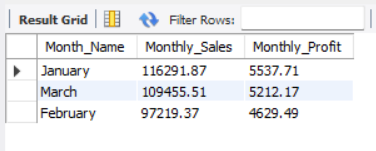 Result Grid Filter Rows:
Month_Name Monthly_Sales Monthly_Profit
January 116291.87 5537.71
March 109455.51 5212.17
February 97219.37 4629.49